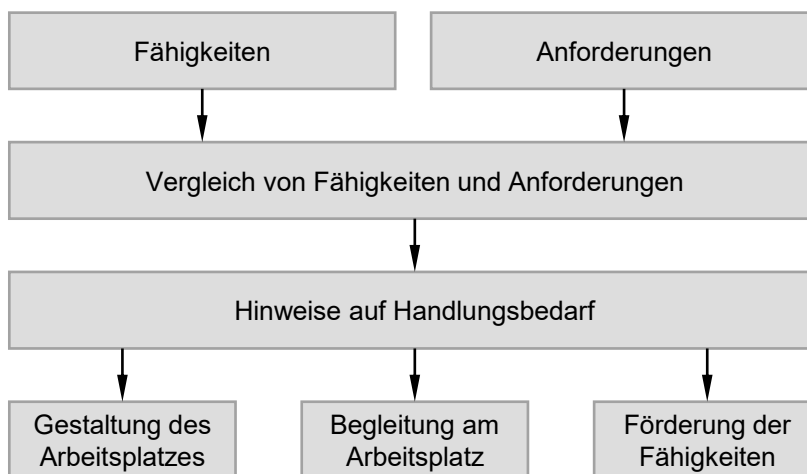 Fähigkeiten
Anforderungen
Vergleich von Fähigkeiten und Anforderungen
Hinweise auf Handlungsbedarf
Gestaltung des
Arbeitsplatzes
Begleitung am
Arbeitsplatz
Förderung der
Fähigkeiten